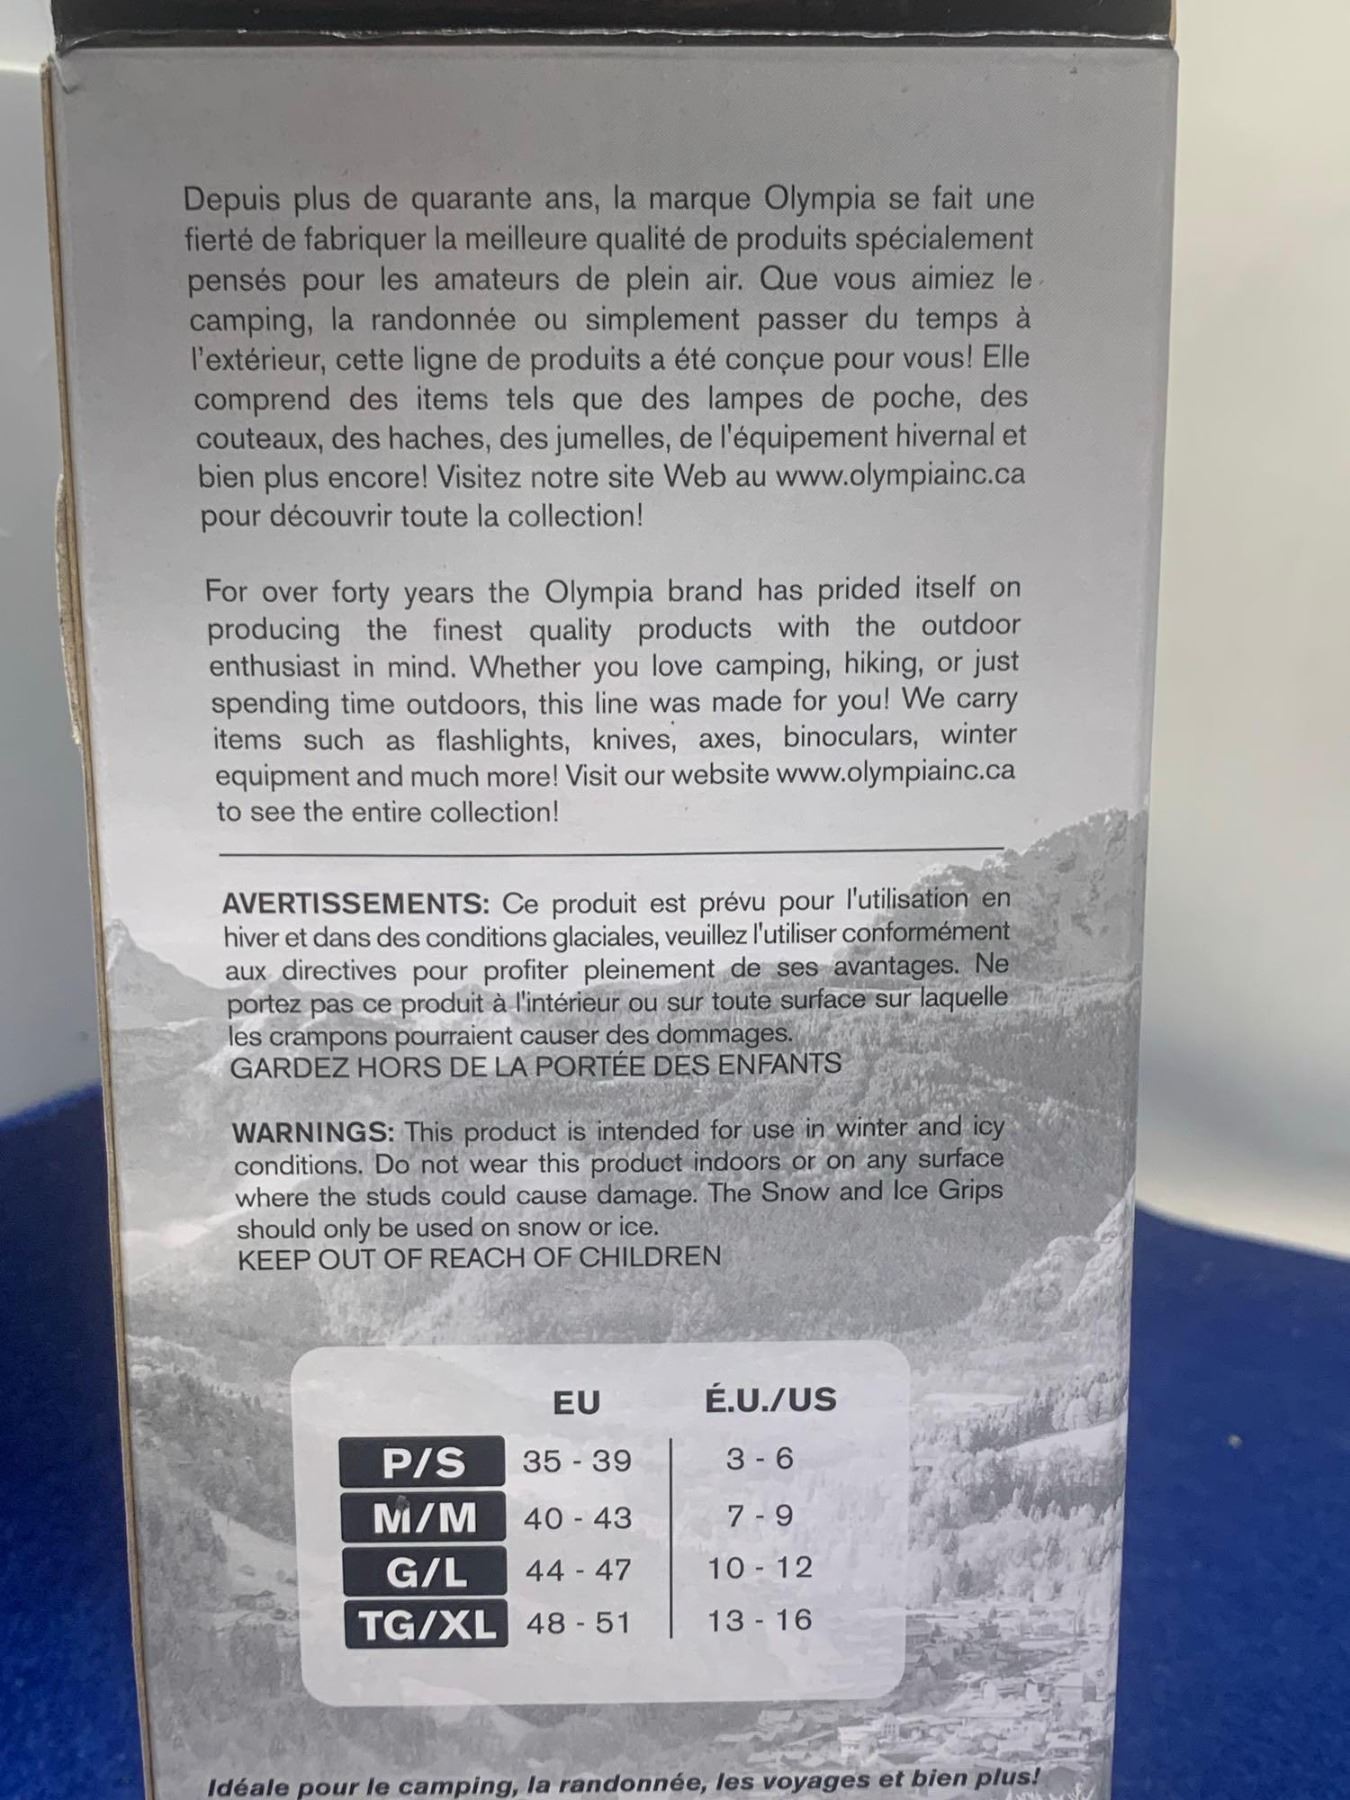 Depuis plus de quarante ans, la marque Olympia se fait une
fierté de fabriquer la meilleure qualité de produits spécialement
pensés pour les amateurs de plein air. Que vous aimiez le
camping, la randonnée ou simplement passer du temps à
l'extérieur, cette ligne de produits a été conçue pour vous! Elle
comprend des items tels que des lampes de poche, des
couteaux, des haches, des jumelles, de l'équipement hivernal et
bien plus encore! Visitez notre site Web au www.olympiainc.ca
pour découvrir toute la collection!
For over forty years the Olympia brand has prided itself on
producing the finest quality products with the outdoor
enthusiast in mind. Whether you love camping, hiking, or just
spending time outdoors, this line was made for you! We carry
items such as flashlights, knives, axes, binoculars, winter
equipment and much more! Visit our website www.olympiainc.ca
to see the entire collection!
AVERTISSEMENTS: Ce produit est prévu pour l'utilisation en
hiver et dans des conditions glaciales, veuillez l'utiliser conformément
aux directives pour profiter pleinement de ses avantages. Ne
portez pas ce produit à l'intérieur ou sur toute surface sur laquelle
les crampons pourraient causer des dommages.
GARDEZ HORS DE LA PORTÉE DES ENFANTS
WARNINGS: This product is intended for use in winter and icy
conditions. Do not wear this product indoors or on any surface
where the studs could cause damage. The Snow and Ice Grips
should only be used on snow or ice.
KEEP OUT OF REACH OF CHILDREN
EU É.U./US
P/S 35 - 39 3 - 6
M/M 40 - 43 7 - 9
G/L 44 - 47 10 - 12
TG/XL 48 - 51 13 - 16
Idéale pour le camping, la randonnée, les voyages et bien plus!